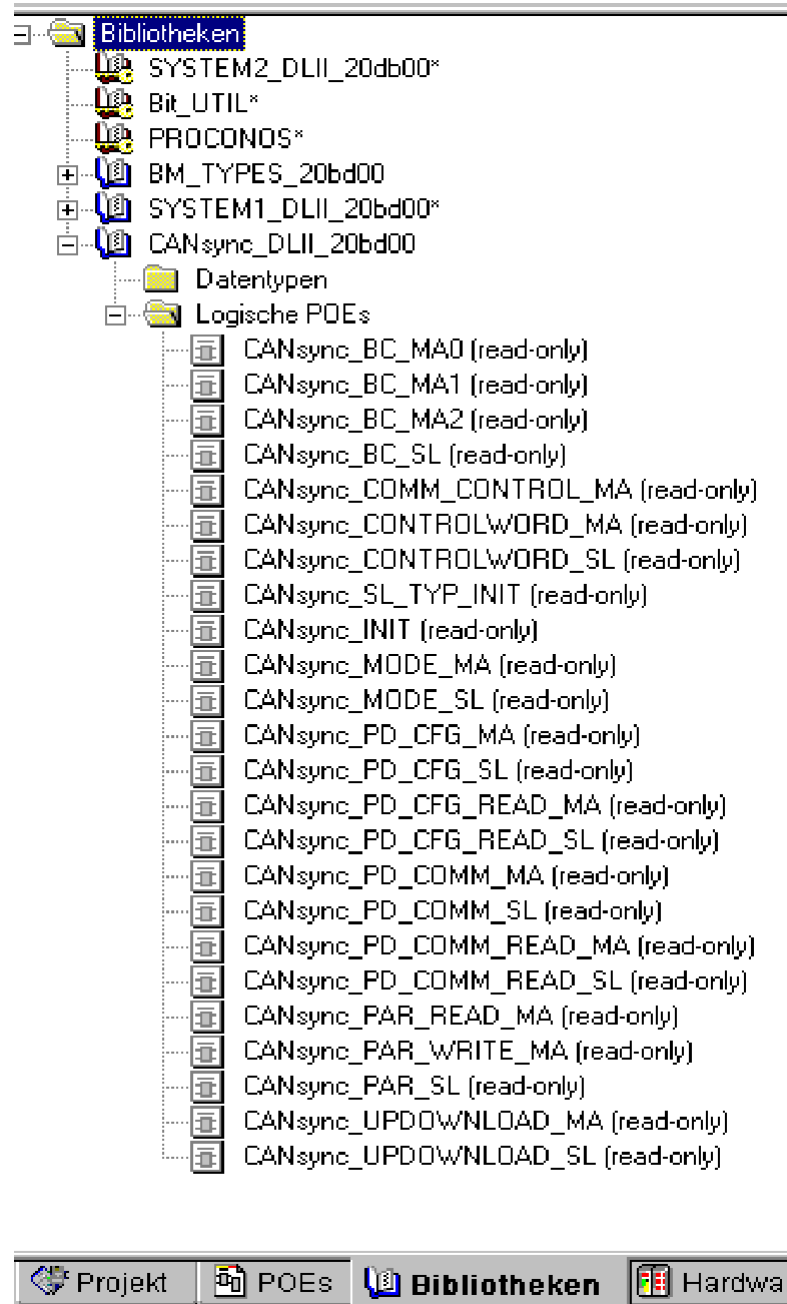 Bibliotheken
SYSTEM2_DLII_20db00*
Bit_UTIL*
PROCONOS*
BM_TYPES_20bd00
SYSTEM1_DLII_20bd00*
CANsync_DLII_20bd00
Datentypen
Logische POEs
CANsync_BC_MA0 (read-only)
CANsync_BC_MA1 (read-only)
CANsync_BC_MA2 (read-only)
CANsync_BC_SL (read-only)
CANsync_COMM_CONTROL_MA (read-only)
CANsync_CONTROLWORD_MA (read-only)
CANsync_CONTROLWORD_SL (read-only)
CANsync_SL_TYP_INIT (read-only)
CANsync_INIT (read-only)
CANsync_MODE_MA (read-only)
CANsync_MODE_SL (read-only)
CANsync_PD_CFG_MA (read-only)
CANsync_PD_CFG_SL (read-only)
CANsync_PD_CFG_READ_MA (read-only)
CANsync_PD_CFG_READ_SL (read-only)
CANsync_PD_COMM_MA (read-only)
CANsync_PD_COMM_SL (read-only)
CANsync_PD_COMM_READ_MA (read-only)
CANsync_PD_COMM_READ_SL (read-only)
CANsync_PAR_READ_MA (read-only)
CANsync_PAR_WRITE_MA (read-only)
CANsync_PAR_SL (read-only)
CANsync_UPDOWNLOAD_MA (read-only)
CANsync_UPDOWNLOAD_SL (read-only)
Projekt POEs Bibliotheken Hardwa